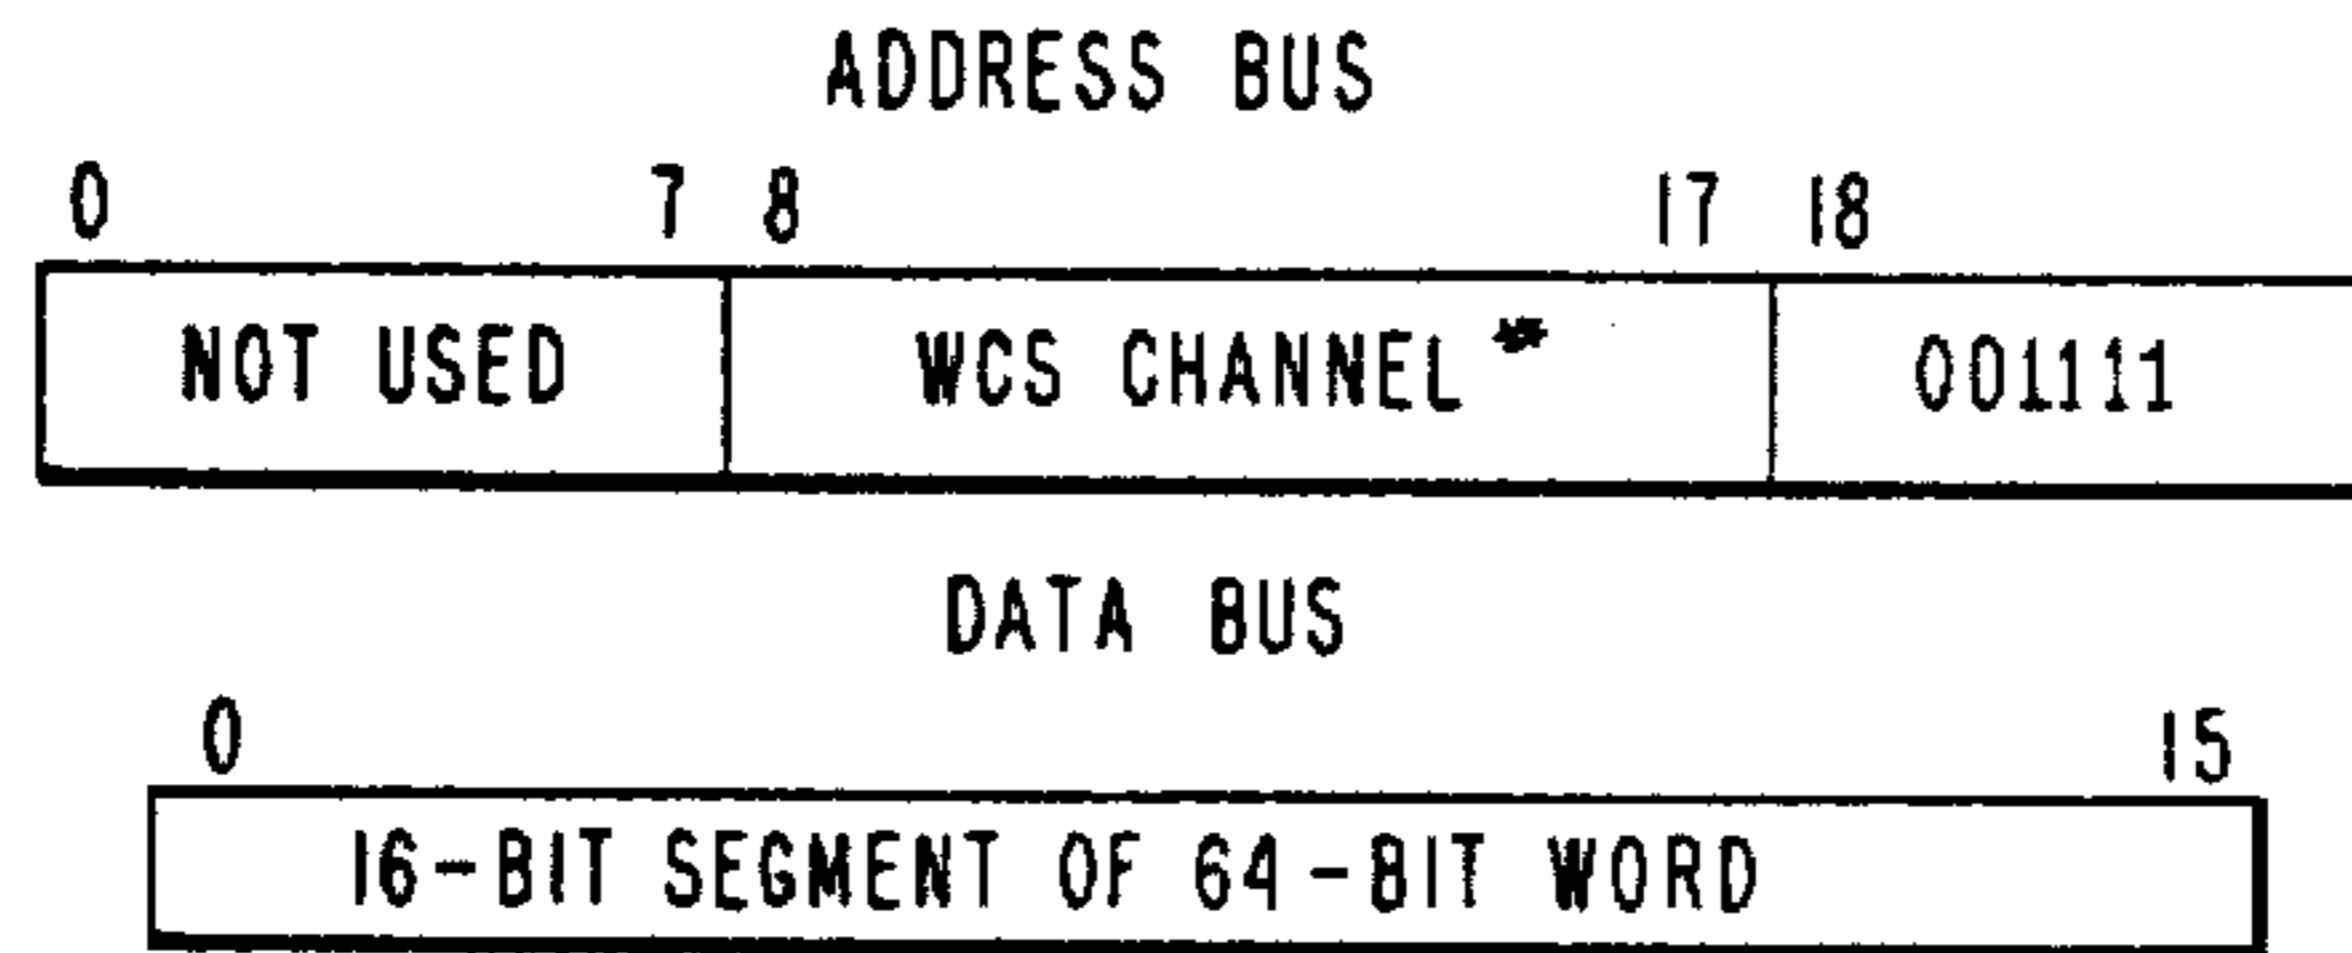 ADDRESS BUS
0 7 8 17 18
NOT USED WCS CHANNEL * 001111
DATA BUS
0 15
16-BIT SEGMENT OF 64-BIT WORD